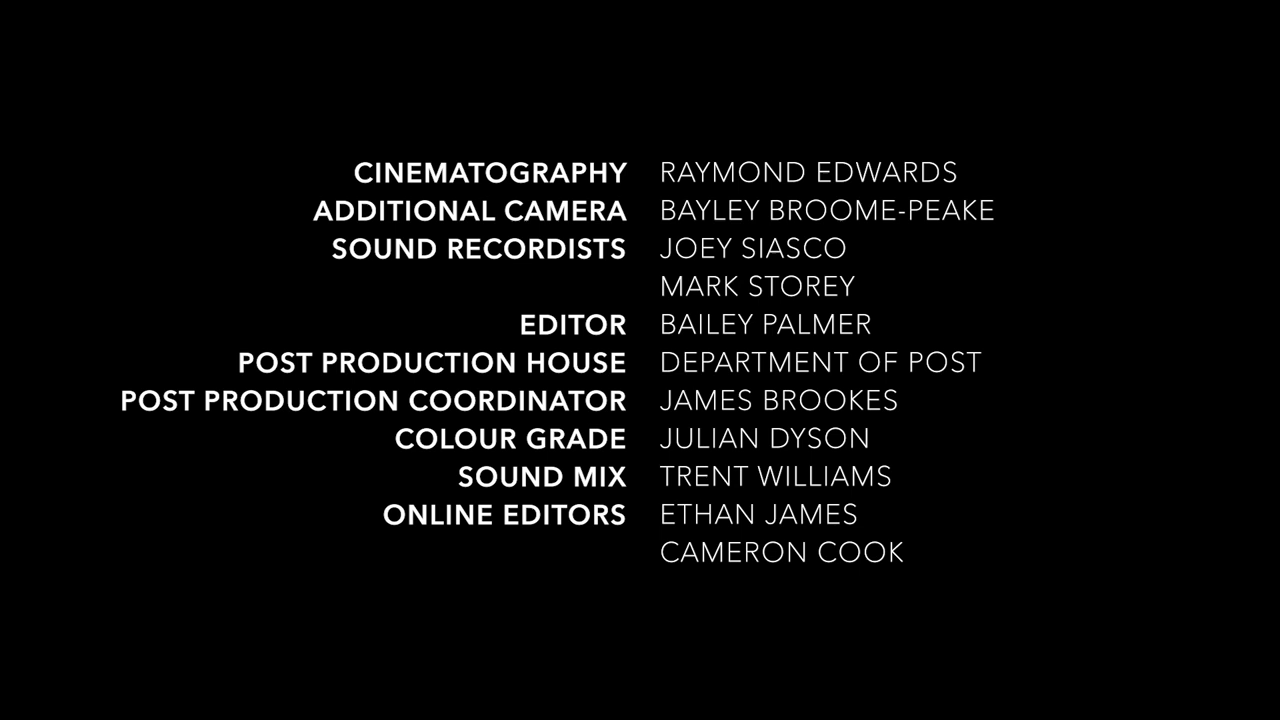 CINEMATOGRAPHY RAYMOND EDWARDS
ADDITIONAL CAMERA BAYLEY BROOME-PEAKE
SOUND RECORDISTS JOEY SIASCO
MARK STOREY
EDITOR BAILEY PALMER
POST PRODUCTION HOUSE DEPARTMENT OF POST
POST PRODUCTION COORDINATOR JAMES BROOKES
COLOUR GRADE JULIAN DYSON
SOUND MIX TRENT WILLIAMS
ONLINE EDITORS ETHAN JAMES
CAMERON COOK